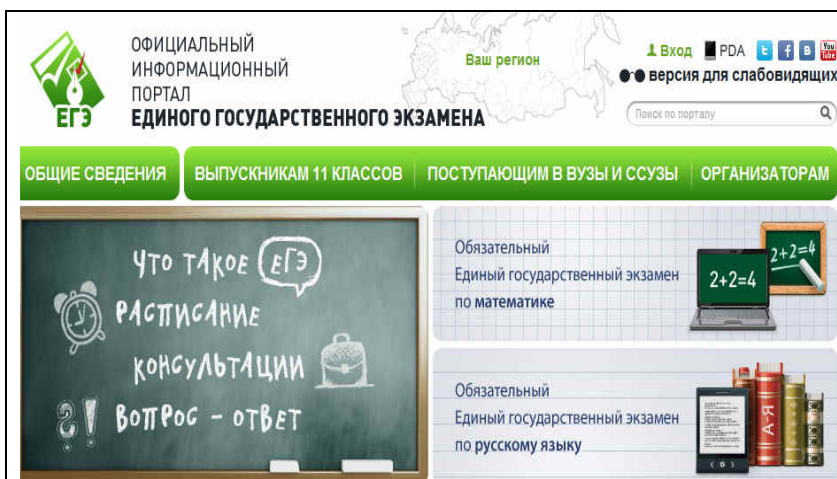 ЕГЭ
ОФИЦИАЛЬНЫЙ
ИНФОРМАЦИОННЫЙ
ПОРТАЛ
ЕДИНОГО ГОСУДАРСТВЕННОГО ЭКЗАМЕНА
Ваш регион
Вход PDA t f B You Tube
версия для слабовидящих
Поиск по порталу
ОБЩИЕ СВЕДЕНИЯ ВЫПУСКНИКАМ 11 КЛАССОВ ПОСТУПАЮЩИМ В ВУЗЫ И ССУЗЫ ОРГАНИЗАТОРАМ
ЧТО ТАКОЕ ЕГЭ
РАСПИСАНИЕ
КОНСУЛЬТАЦИИ
?! ВОПРОС - ОТВЕТ
Обязательный
Единый государственный экзамен
по математике
2+2=4
2+2=4
Обязательный
Единый государственный экзамен
по русскому языку
А-Я